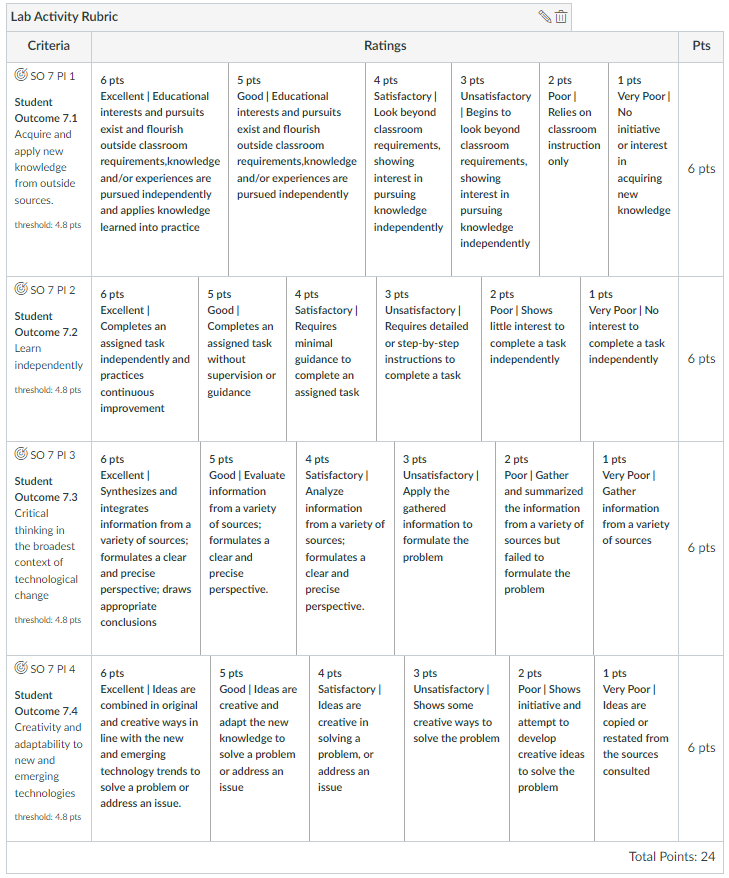 Lab Activity Rubric
Criteria
Ratings
Pts
SO 7 PI 1
Student
Outcome 7.1
Acquire and
apply new
knowledge
from outside
sources.
threshold: 4.8 pts
6 pts
Excellent | Educational
interests and pursuits
exist and flourish
outside classroom
requirements,knowledge
and/or experiences are
pursued independently
and applies knowledge
learned into practice
5 pts
Good | Educational
interests and pursuits
exist and flourish
outside classroom
requirements,knowledge
and/or experiences are
pursued independently
4 pts
Satisfactory |
Look beyond
classroom
requirements,
showing
interest in
pursuing
knowledge
independently
3 pts
Unsatisfactory
| Begins to
look beyond
classroom
requirements,
showing
interest in
pursuing
knowledge
independently
2 pts
Poor |
Relies on
classroom
instruction
only
1 pts
Very Poor |
No
initiative
or interest
in
acquiring
new
knowledge
6 pts
SO 7 PI 2
Student
Outcome 7.2
Learn
independently
threshold: 4.8 pts
6 pts
Excellent |
Completes an
assigned task
independently and
practices
continuous
improvement
5 pts
Good |
Completes an
assigned task
without
supervision or
guidance
4 pts
Satisfactory |
Requires
minimal
guidance to
complete an
assigned task
3 pts
Unsatisfactory |
Requires detailed
or step-by-step
instructions to
complete a task
2 pts
Poor | Shows
little interest to
complete a task
independently
1 pts
Very Poor | No
interest to
complete a task
independently
6 pts
SO 7 PI 3
Student
Outcome 7.3
Critical
thinking in
the broadest
context of
technological
change
threshold: 4.8 pts
6 pts
Excellent |
Synthesizes and
integrates
information from a
variety of sources;
formulates a clear
and precise
perspective; draws
appropriate
conclusions
5 pts
Good | Evaluate
information
from a variety
of sources;
formulates a
clear and
precise
perspective.
4 pts
Satisfactory |
Analyze
information
from a variety of
sources;
formulates a
clear and
precise
perspective.
3 pts
Unsatisfactory |
Apply the
gathered
information to
formulate the
problem
2 pts
Poor | Gather
and summarized
the information
from a variety of
sources but
failed to
formulate the
problem
1 pts
Very Poor |
Gather
information
from a variety
of sources
6 pts
SO 7 PI 4
Student
Outcome 7.4
Creativity and
adaptability to
new and
emerging
technologies
threshold: 4.8 pts
6 pts
Excellent | Ideas are
combined in original
and creative ways in
line with the new
and emerging
technology trends to
solve a problem or
address an issue.
5 pts
Good | Ideas are
creative and
adapt the new
knowledge to
solve a problem
or address an
issue
4 pts
Satisfactory |
Ideas are
creative in
solving a
problem, or
address an
issue
3 pts
Unsatisfactory |
Shows some
creative ways to
solve the problem
2 pts
Poor | Shows
initiative and
attempt to
develop
creative ideas
to solve the
problem
1 pts
Very Poor |
Ideas are
copied or
restated from
the sources
consulted
6 pts
Total Points: 24